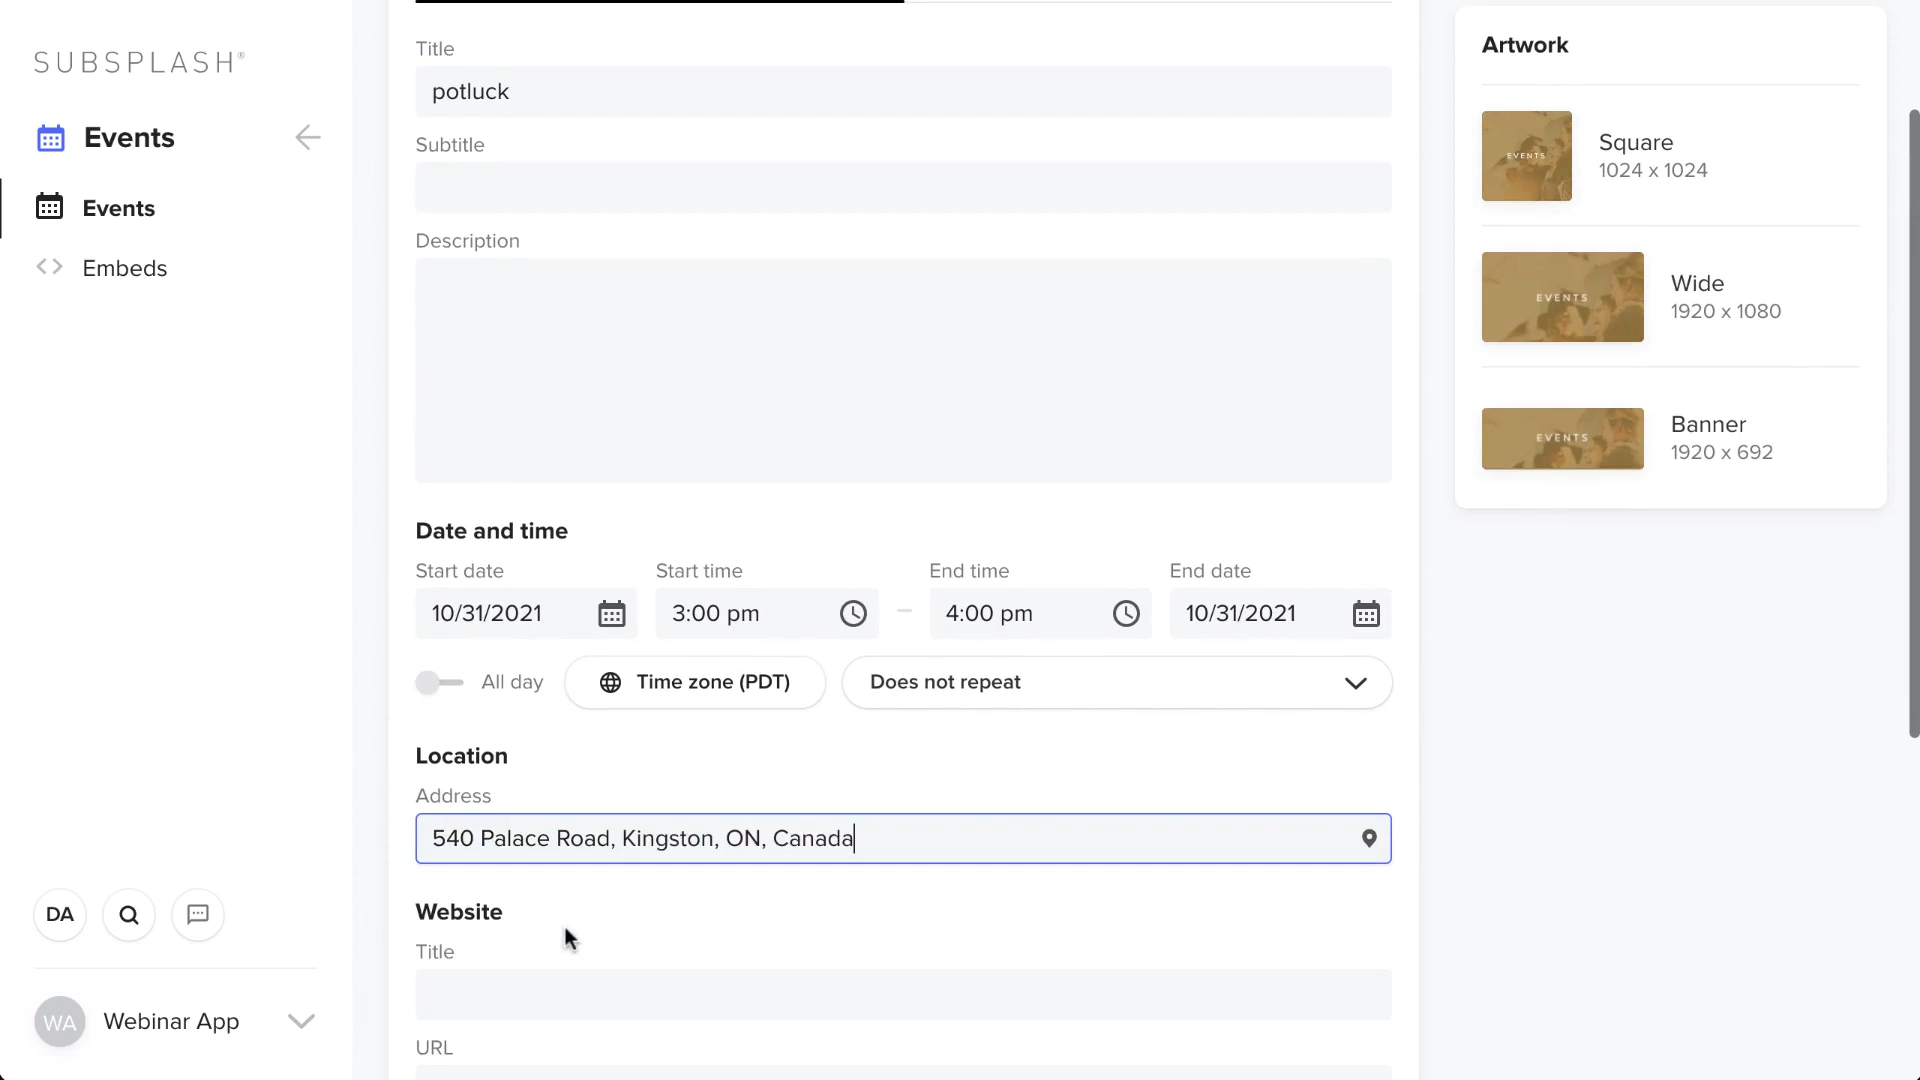 SUBSPLASH®
Events
Events
Embeds
DA
WA
Webinar App
Title
potluck
Subtitle
Description
Date and time
Start date
Start time
End time
End date
10/31/2021
3:00 pm
4:00 pm
10/31/2021
All day
Time zone (PDT)
Does not repeat
Location
Address
540 Palace Road, Kingston, ON, Canada
Website
Title
URL
Artwork
EVENTS
Square
1024 x 1024
EVENTS
Wide
1920 x 1080
EVENTS
Banner
1920 x 692